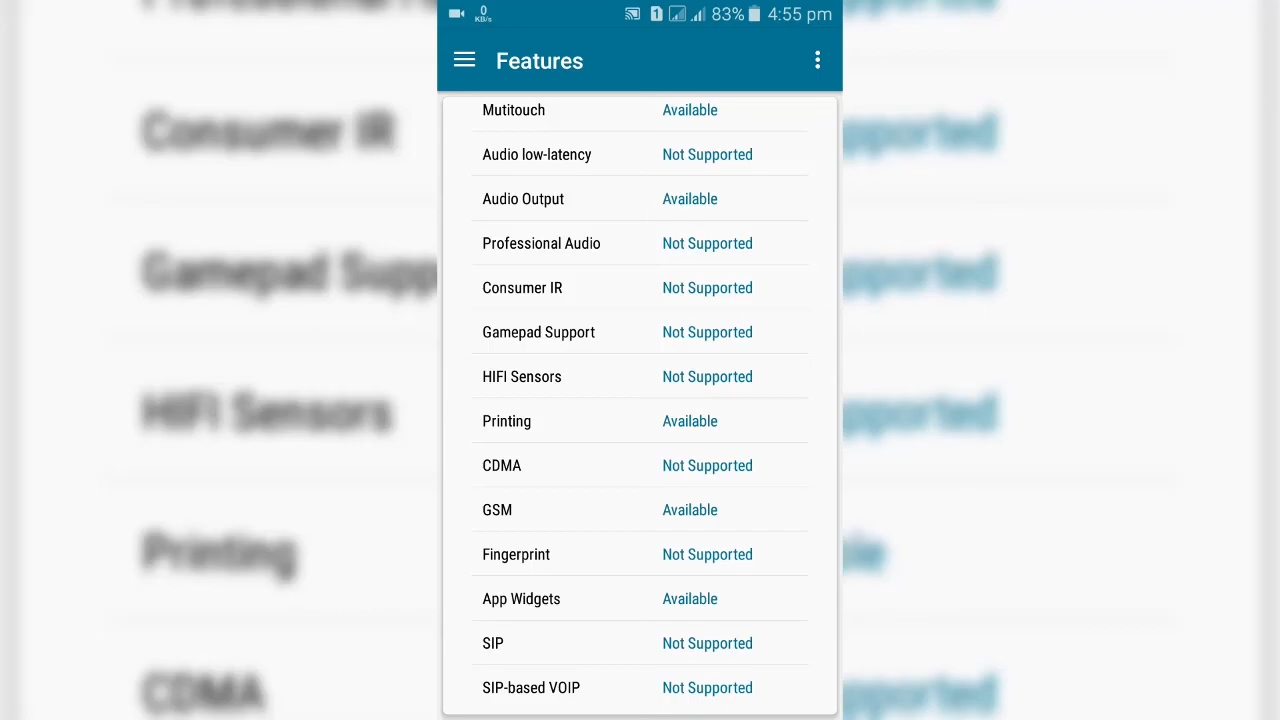 0 KB/s 1 83% 4:55 pm
Features
Mutitouch Available
Audio low-latency Not Supported
Audio Output Available
Professional Audio Not Supported
Consumer IR Not Supported
Gamepad Support Not Supported
HIFI Sensors Not Supported
Printing Available
CDMA Not Supported
GSM Available
Fingerprint Not Supported
App Widgets Available
SIP Not Supported
SIP-based VOIP Not Supported